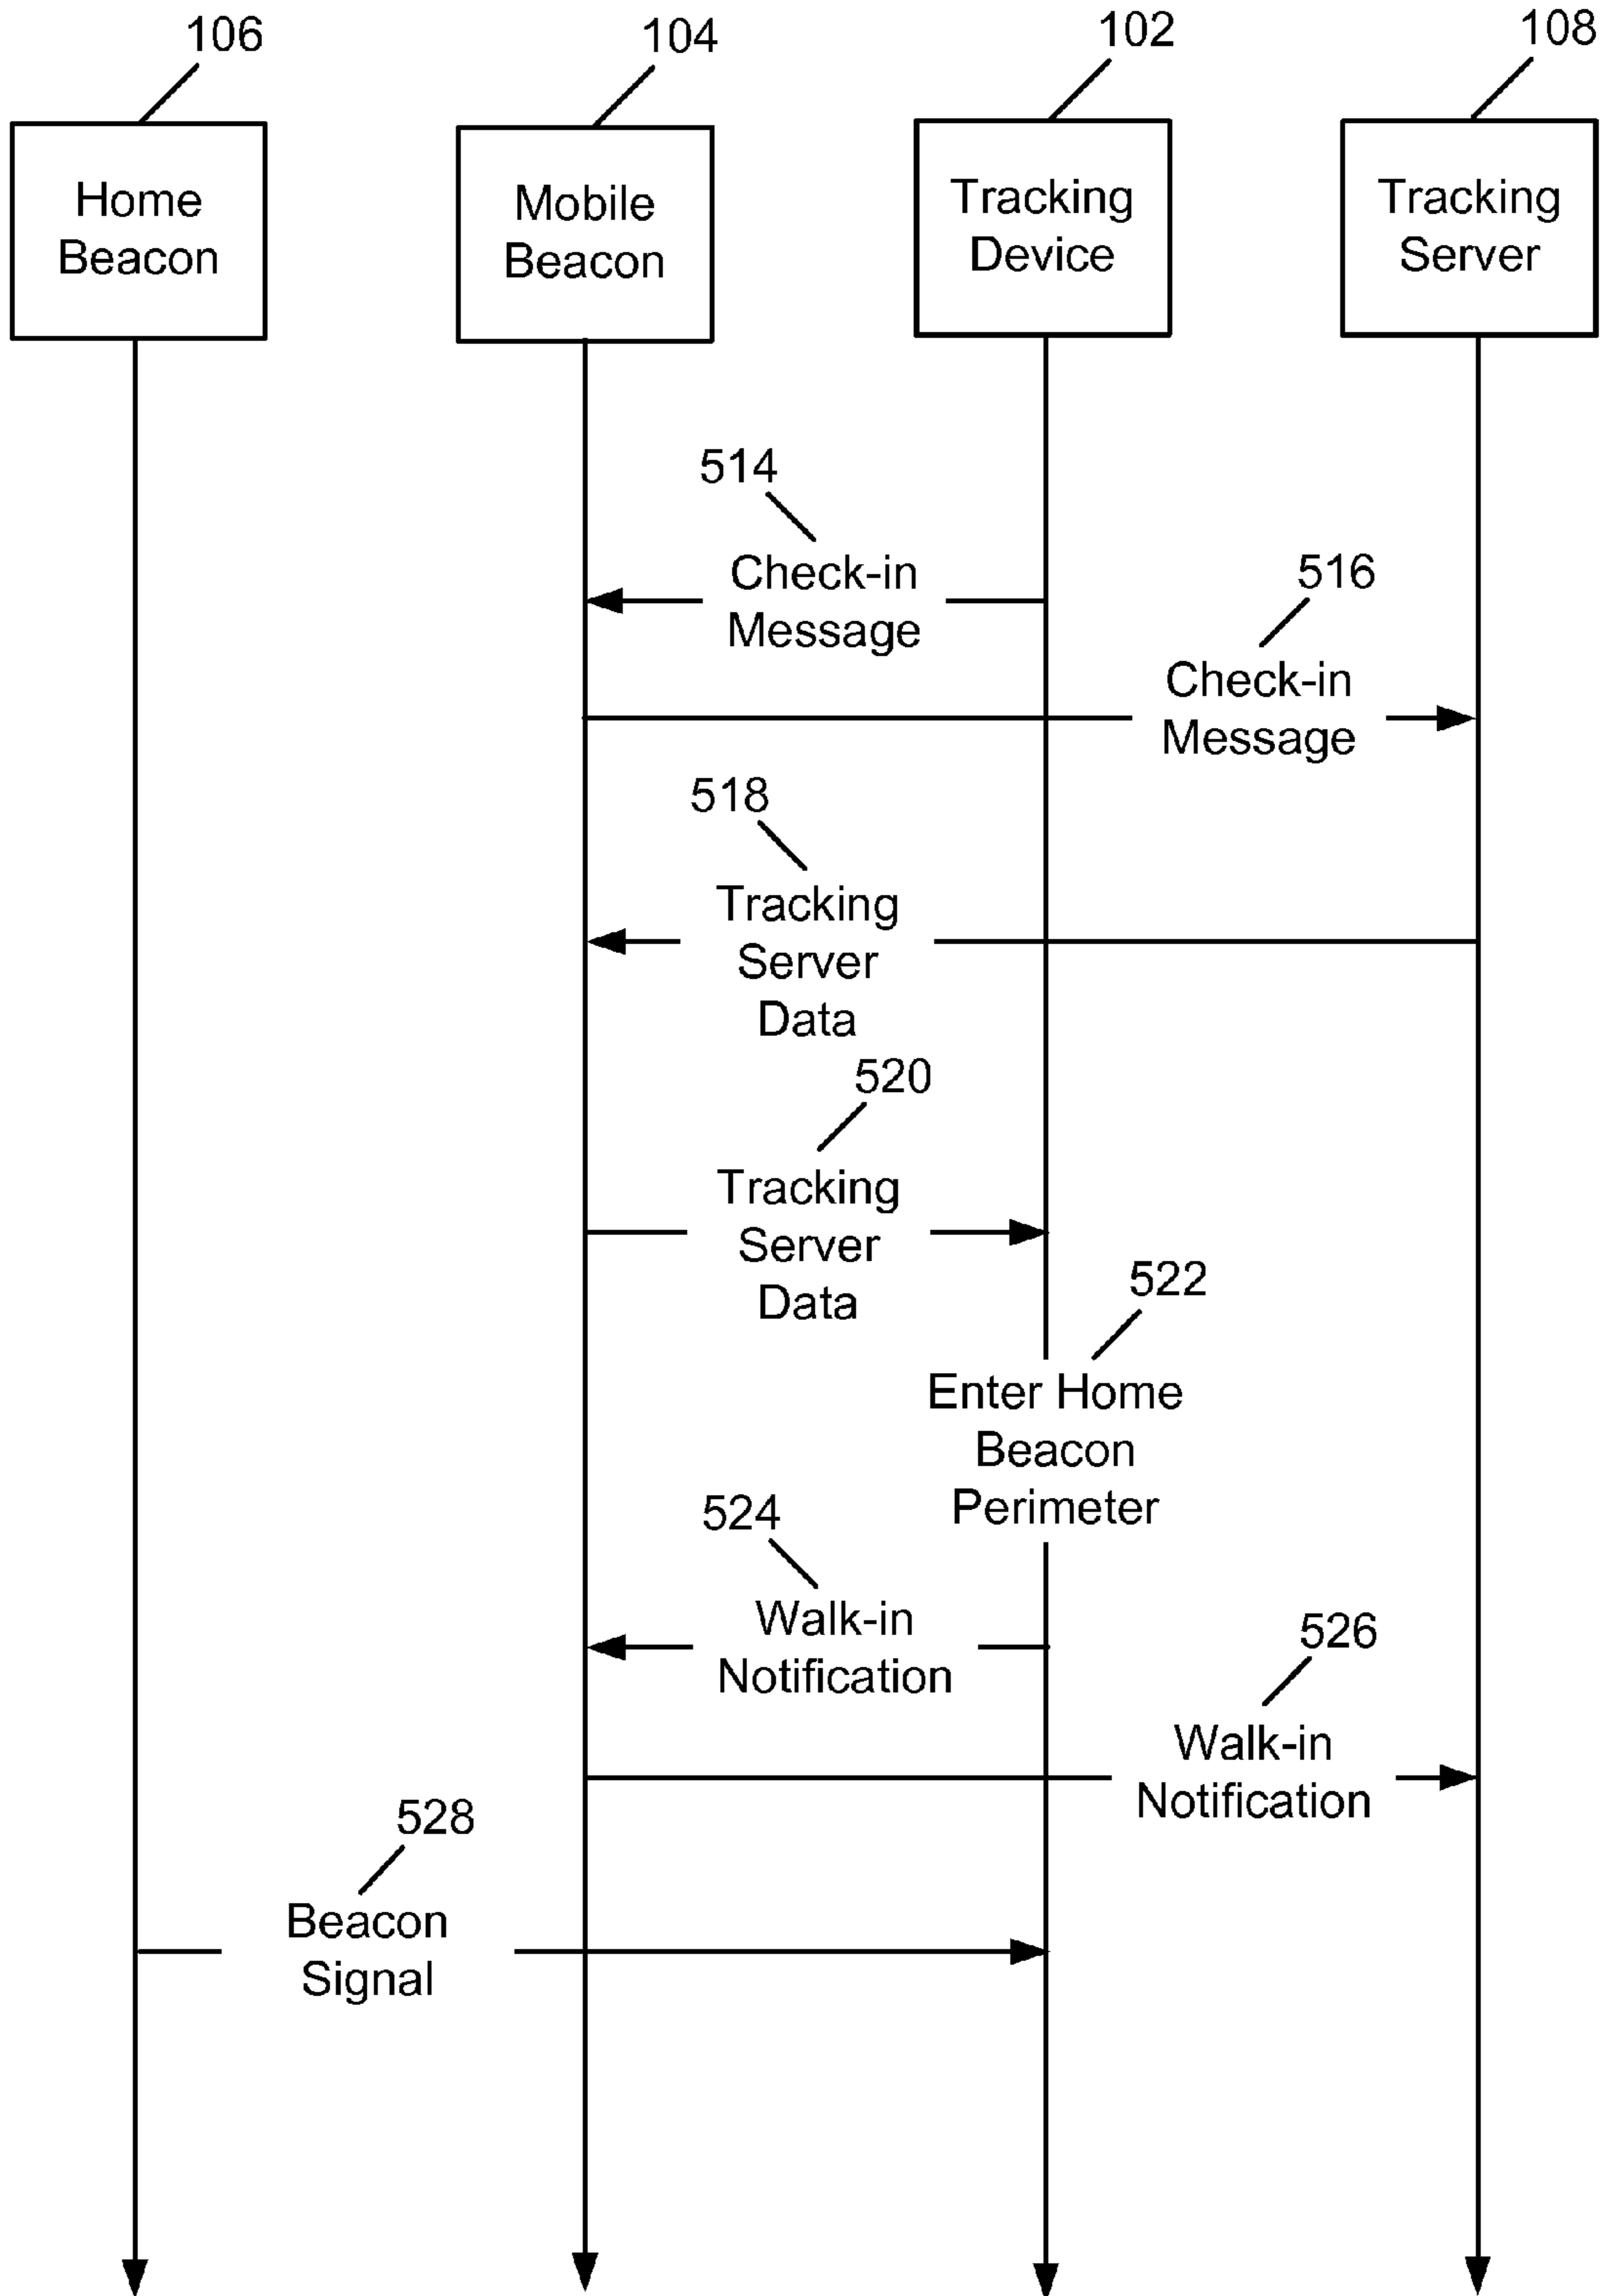 106
104
102
108
Home
Beacon
Mobile
Beacon
Tracking
Device
Tracking
Server
514
Check-in
Message
516
Check-in
Message
518
Tracking
Server
Data
520
Tracking
Server
Data
522
Enter Home
Beacon
Perimeter
524
Walk-in
Notification
526
Walk-in
Notification
528
Beacon
Signal